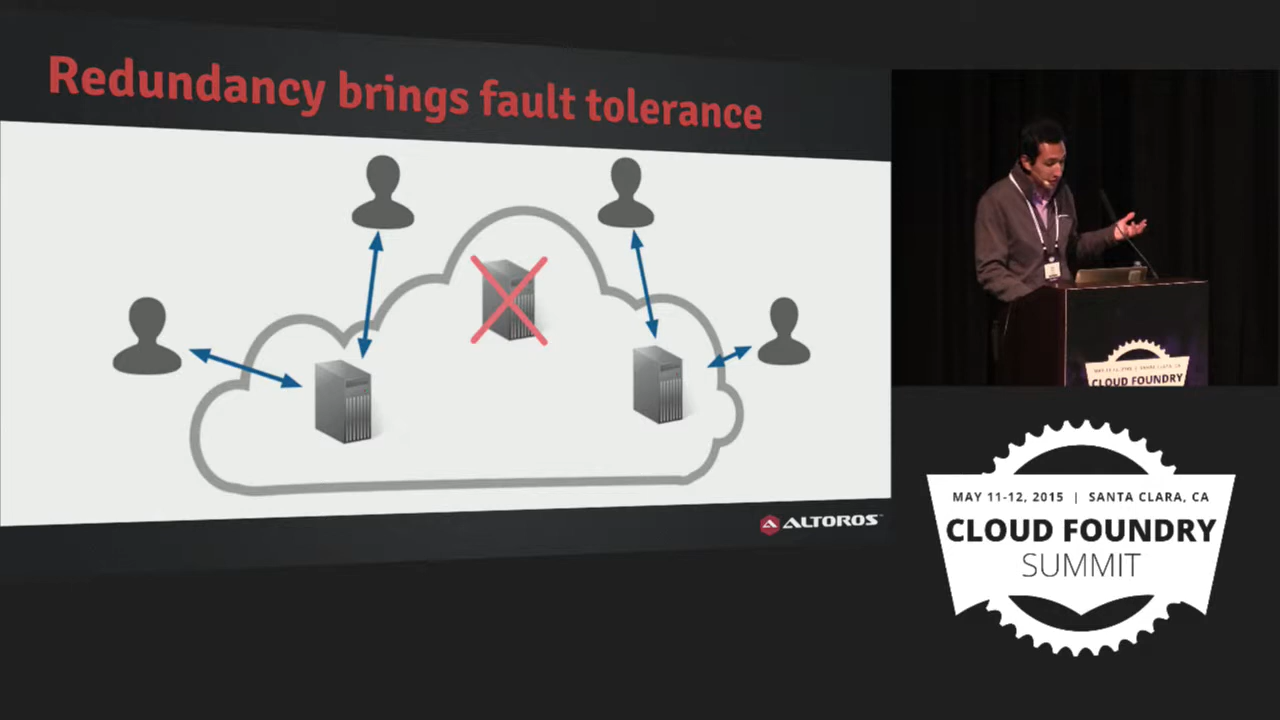 Redundancy brings fault tolerance
ALTOROS
MAY 11-12, 2015 | SANTA CLARA, CA
CLOUD FOUNDRY
CLOUD FOUNDRY
SUMMIT